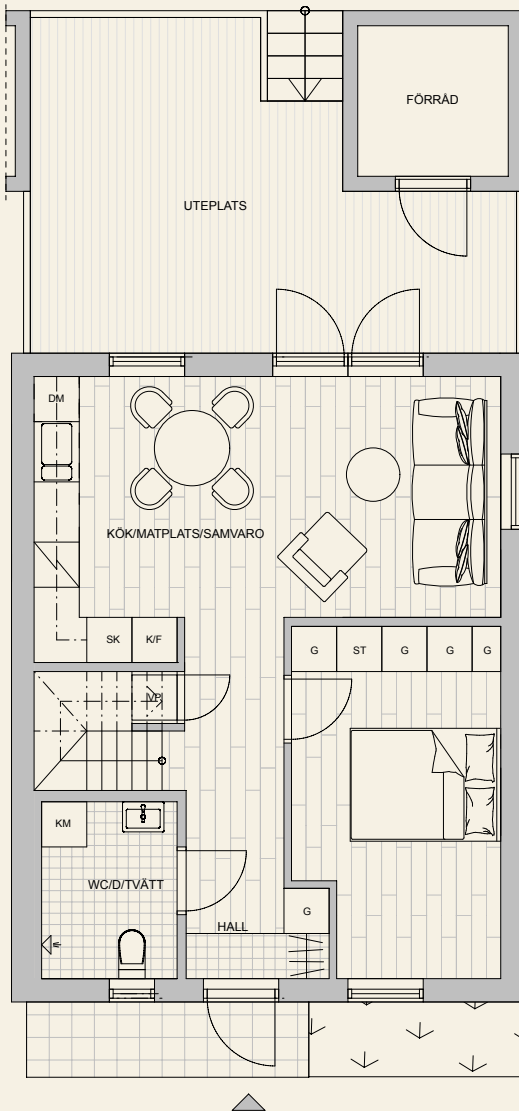 FÖRRÅD
UTEPLATS
DM
KÖK/MATPLATS/SAMVARO
SK K/F
G ST G G G
VP
KM
WC/D/TVÄTT
G
HALL